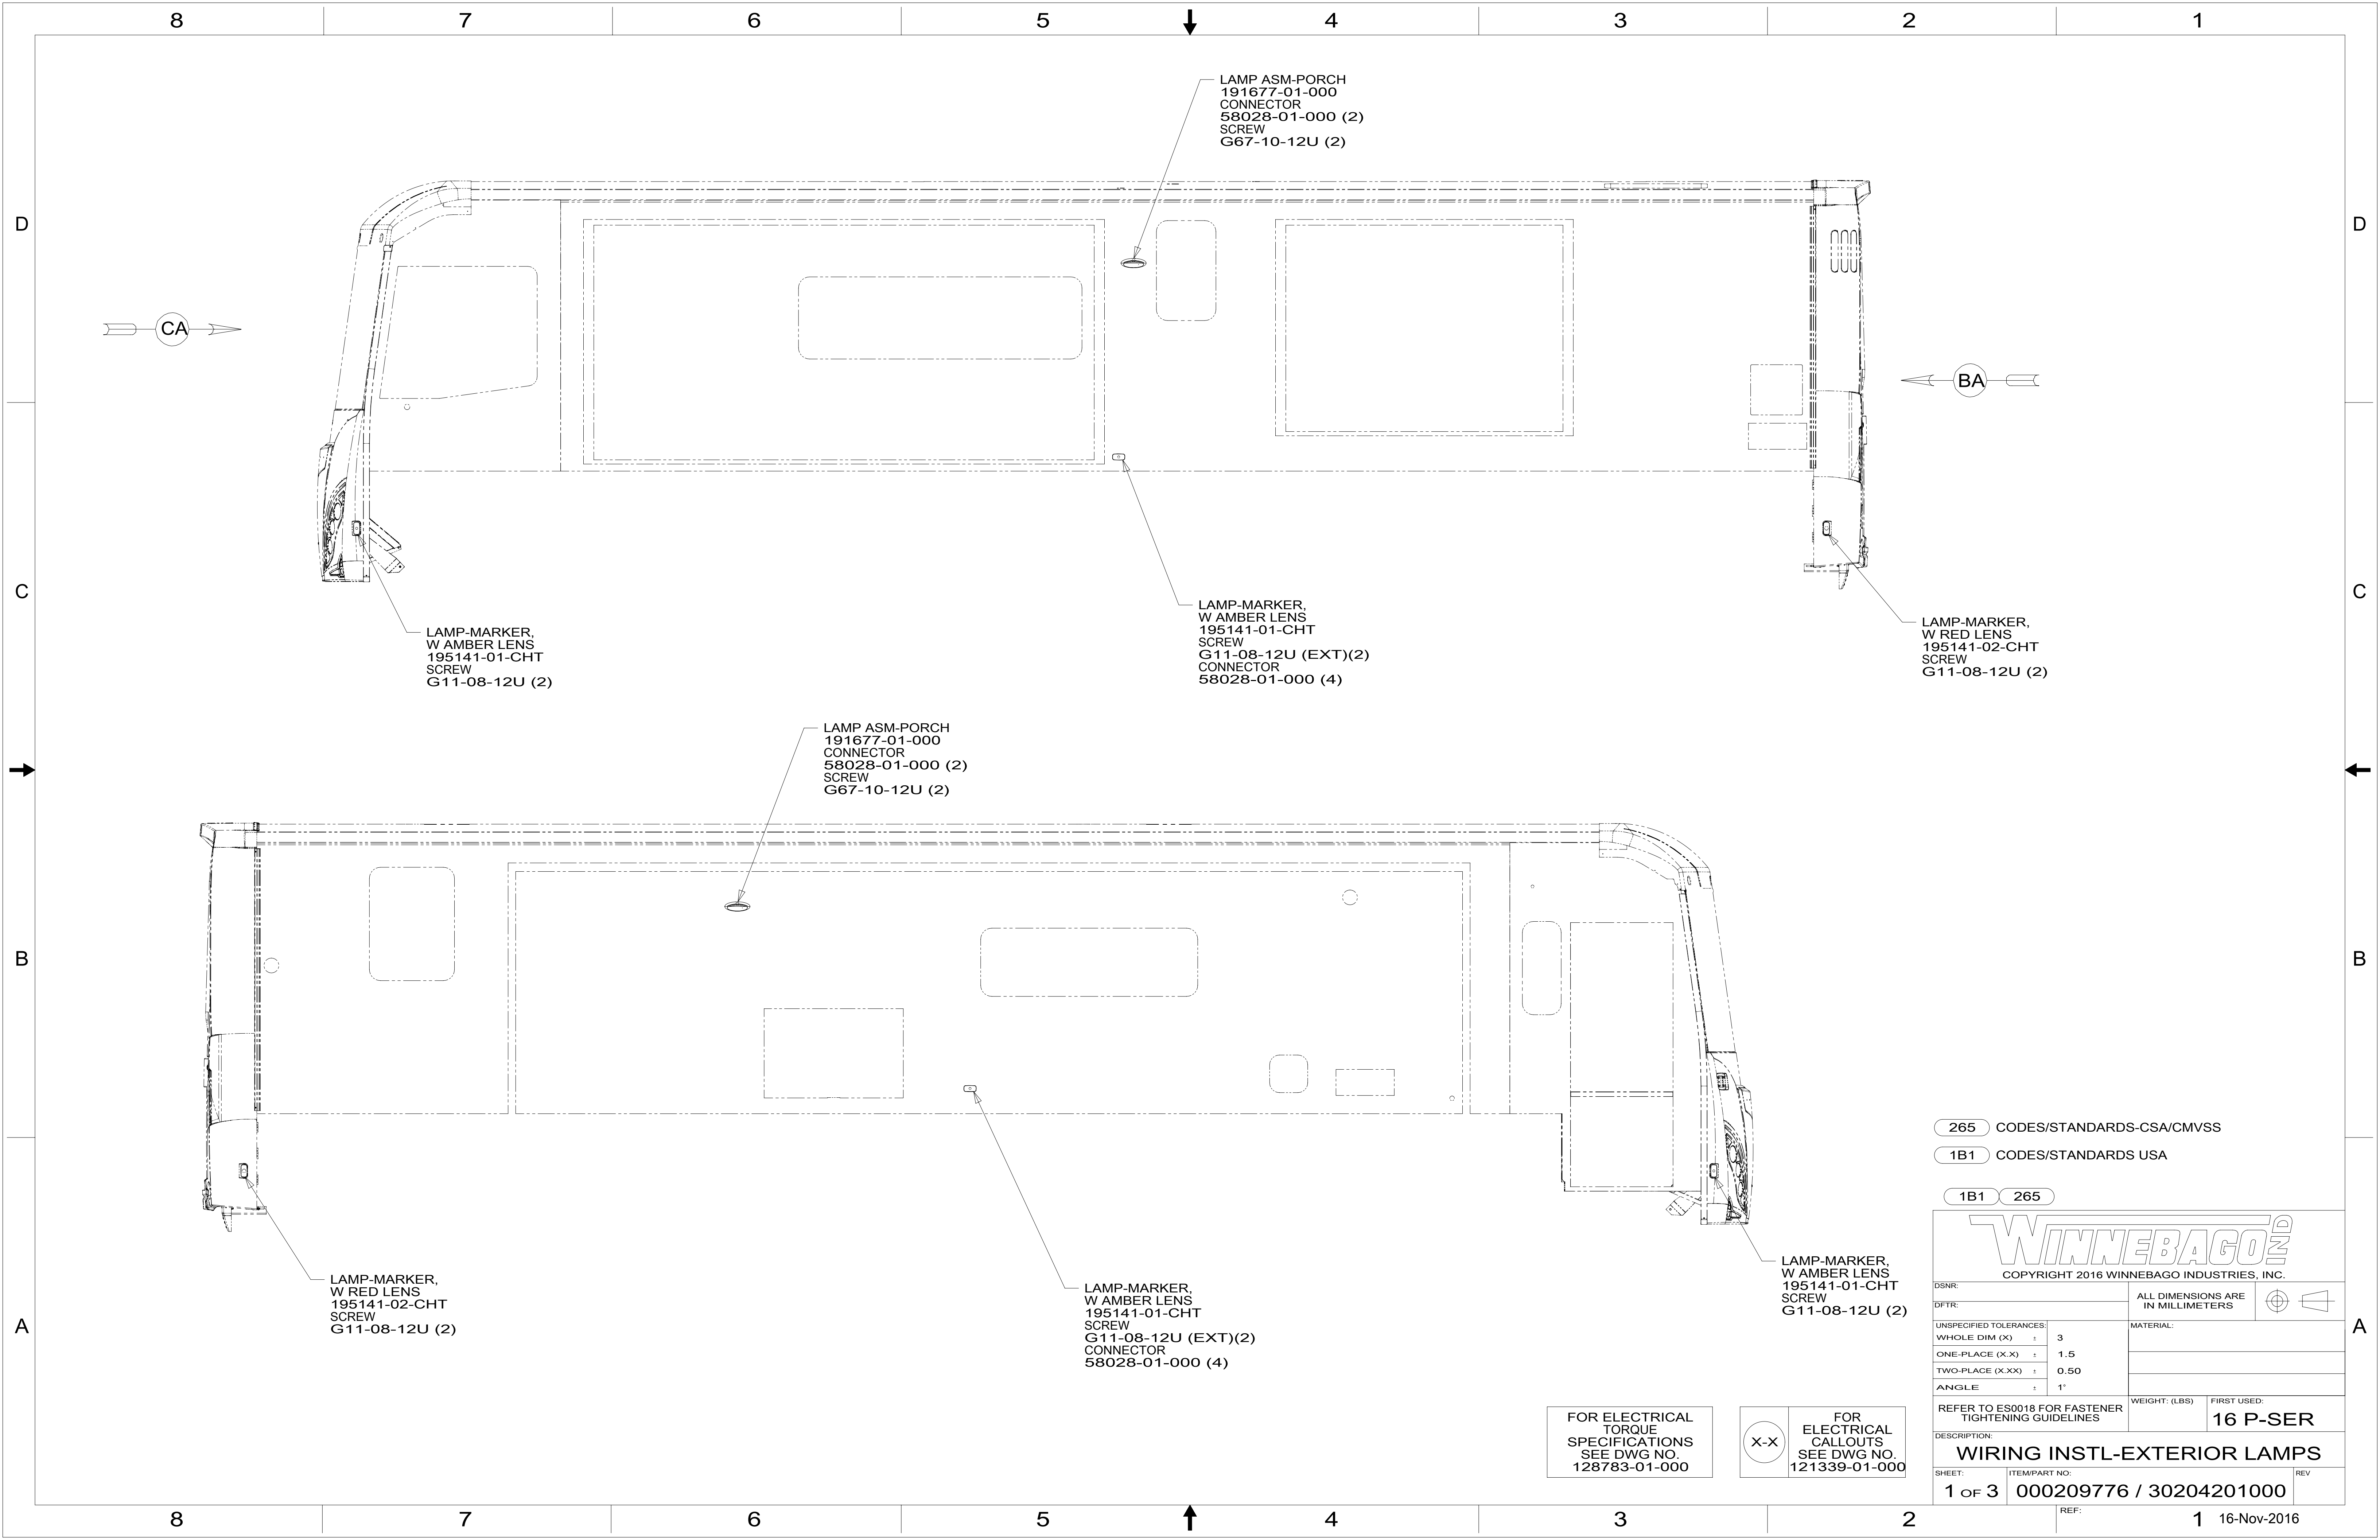 8 7 6 5 4 3 2 1
LAMP ASM-PORCH
191677-01-000
CONNECTOR
58028-01-000 (2)
SCREW
G67-10-12U (2)
D D
CA
BA
C C
LAMP-MARKER,
W AMBER LENS
195141-01-CHT
SCREW
G11-08-12U (2)
LAMP-MARKER,
W AMBER LENS
195141-01-CHT
SCREW
G11-08-12U (EXT)(2)
CONNECTOR
58028-01-000 (4)
LAMP-MARKER,
W RED LENS
195141-02-CHT
SCREW
G11-08-12U (2)
LAMP ASM-PORCH
191677-01-000
CONNECTOR
58028-01-000 (2)
SCREW
G67-10-12U (2)
B B
LAMP-MARKER,
W RED LENS
195141-02-CHT
SCREW
G11-08-12U (2)
LAMP-MARKER,
W AMBER LENS
195141-01-CHT
SCREW
G11-08-12U (EXT)(2)
CONNECTOR
58028-01-000 (4)
LAMP-MARKER,
W AMBER LENS
195141-01-CHT
SCREW
G11-08-12U (2)
A A
265 CODES/STANDARDS-CSA/CMVSS
1B1 CODES/STANDARDS USA
1B1 265
WINNEBAGO IND
COPYRIGHT 2016 WINNEBAGO INDUSTRIES, INC.
DSNR:
DFTR:
ALL DIMENSIONS ARE
IN MILLIMETERS
UNSPECIFIED TOLERANCES:
WHOLE DIM (X) ± 3
ONE-PLACE (X.X) ± 1.5
TWO-PLACE (X.XX) ± 0.50
ANGLE ± 1°
MATERIAL:
REFER TO ES0018 FOR FASTENER
TIGHTENING GUIDELINES
WEIGHT: (LBS)
FIRST USED:
16 P-SER
DESCRIPTION:
WIRING INSTL-EXTERIOR LAMPS
SHEET:
1 OF 3
ITEM/PART NO:
000209776 / 30204201000
REV
FOR ELECTRICAL
TORQUE
SPECIFICATIONS
SEE DWG NO.
128783-01-000
X-X
FOR
ELECTRICAL
CALLOUTS
SEE DWG NO.
121339-01-000
8 7 6 5 4 3 2 1
REF:
16-Nov-2016